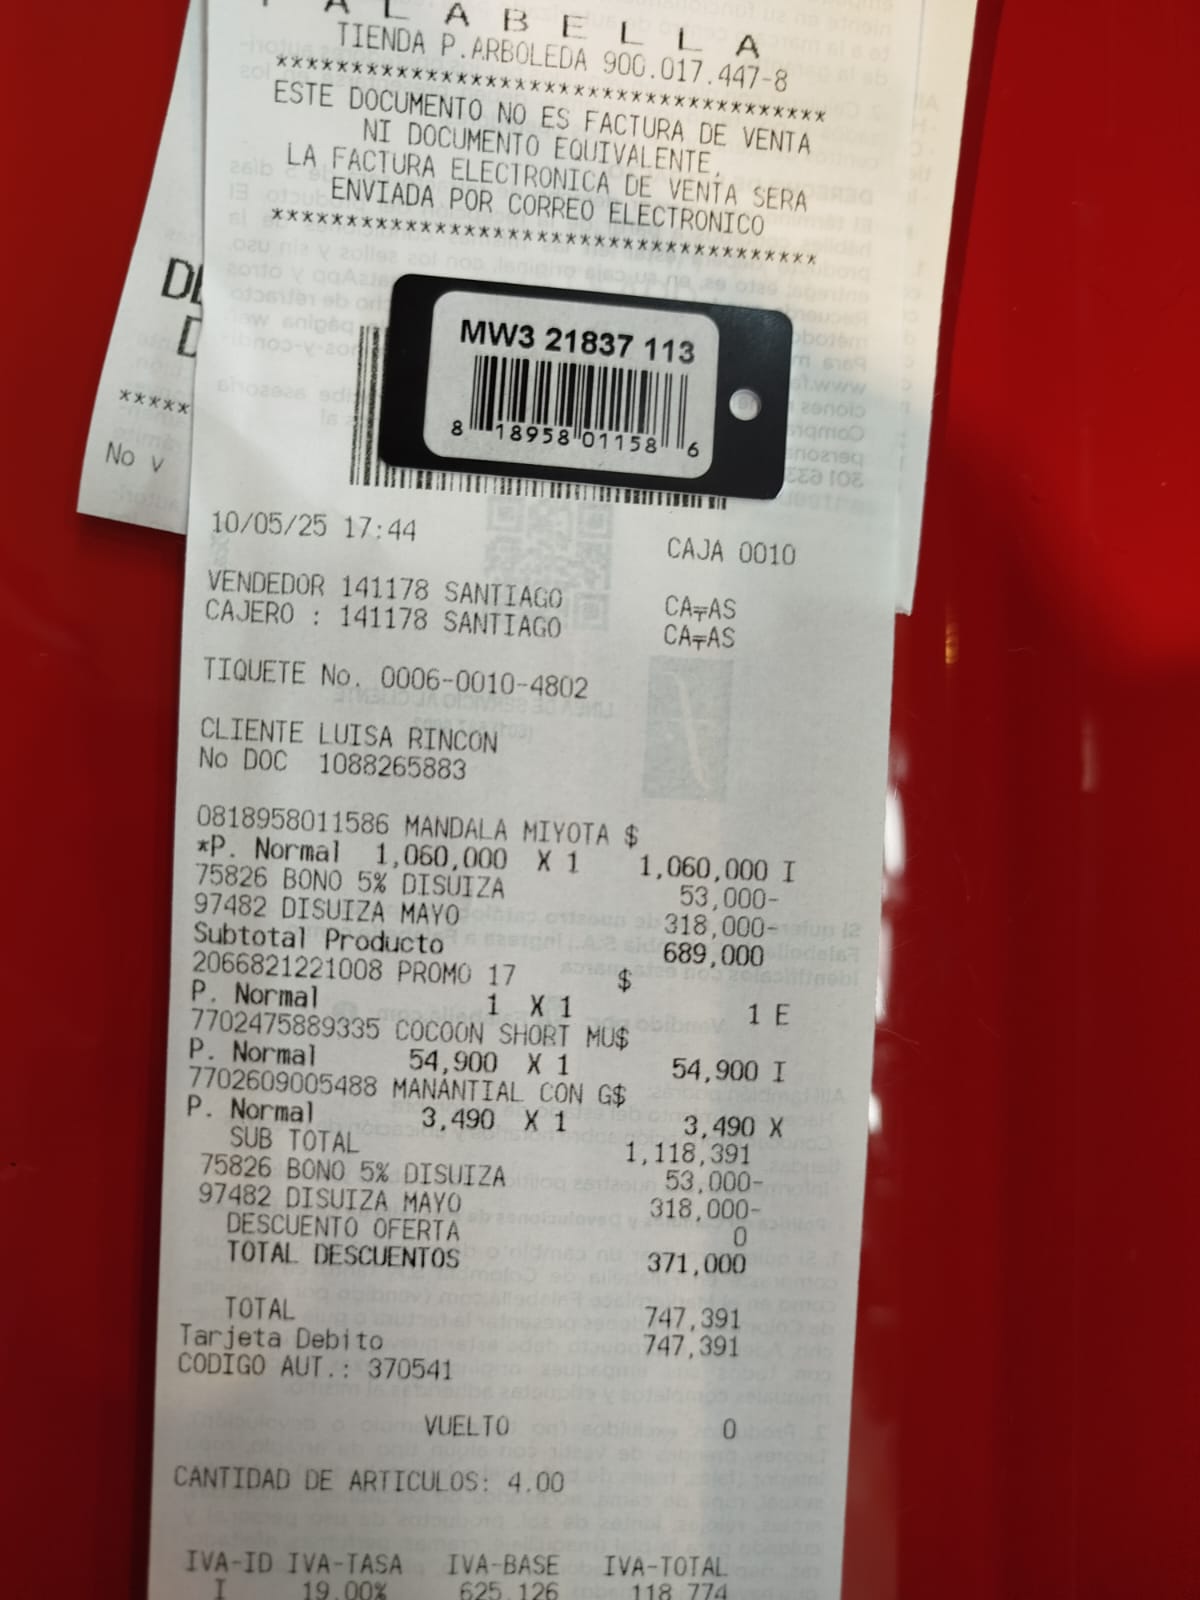 F A L A B E L L A
TIENDA P.ARBOLEDA 900.017.447-8
****************************************
ESTE DOCUMENTO NO ES FACTURA DE VENTA
NI DOCUMENTO EQUIVALENTE,
LA FACTURA ELECTRONICA DE VENTA SERA
ENVIADA POR CORREO ELECTRONICO
****************************************
MW3 21837 113
8 18958 01158 6
*****
No v
10/05/25 17:44 CAJA 0010
VENDEDOR 141178 SANTIAGO CA╤AS
CAJERO : 141178 SANTIAGO CA╤AS
TIQUETE No. 0006-0010-4802
CLIENTE LUISA RINCON
No DOC 1088265883
0818958011586 MANDALA MIYOTA $
*P. Normal 1,060,000 X 1 1,060,000 I
75826 BONO 5% DISUIZA 53,000-
97482 DISUIZA MAYO 318,000-
Subtotal Producto 689,000
2066821221008 PROMO 17 $
P. Normal 1 X 1 1 E
7702475889335 COCOON SHORT MU$
P. Normal 54,900 X 1 54,900 I
7702609005488 MANANTIAL CON G$
P. Normal 3,490 X 1 3,490 X
SUB TOTAL 1,118,391
75826 BONO 5% DISUIZA 53,000-
97482 DISUIZA MAYO 318,000-
DESCUENTO OFERTA 0
TOTAL DESCUENTOS 371,000
TOTAL 747,391
Tarjeta Debito 747,391
CODIGO AUT.: 370541
VUELTO 0
CANTIDAD DE ARTICULOS: 4.00
IVA-ID IVA-TASA IVA-BASE IVA-TOTAL
I 19.00% 625,126 118,774